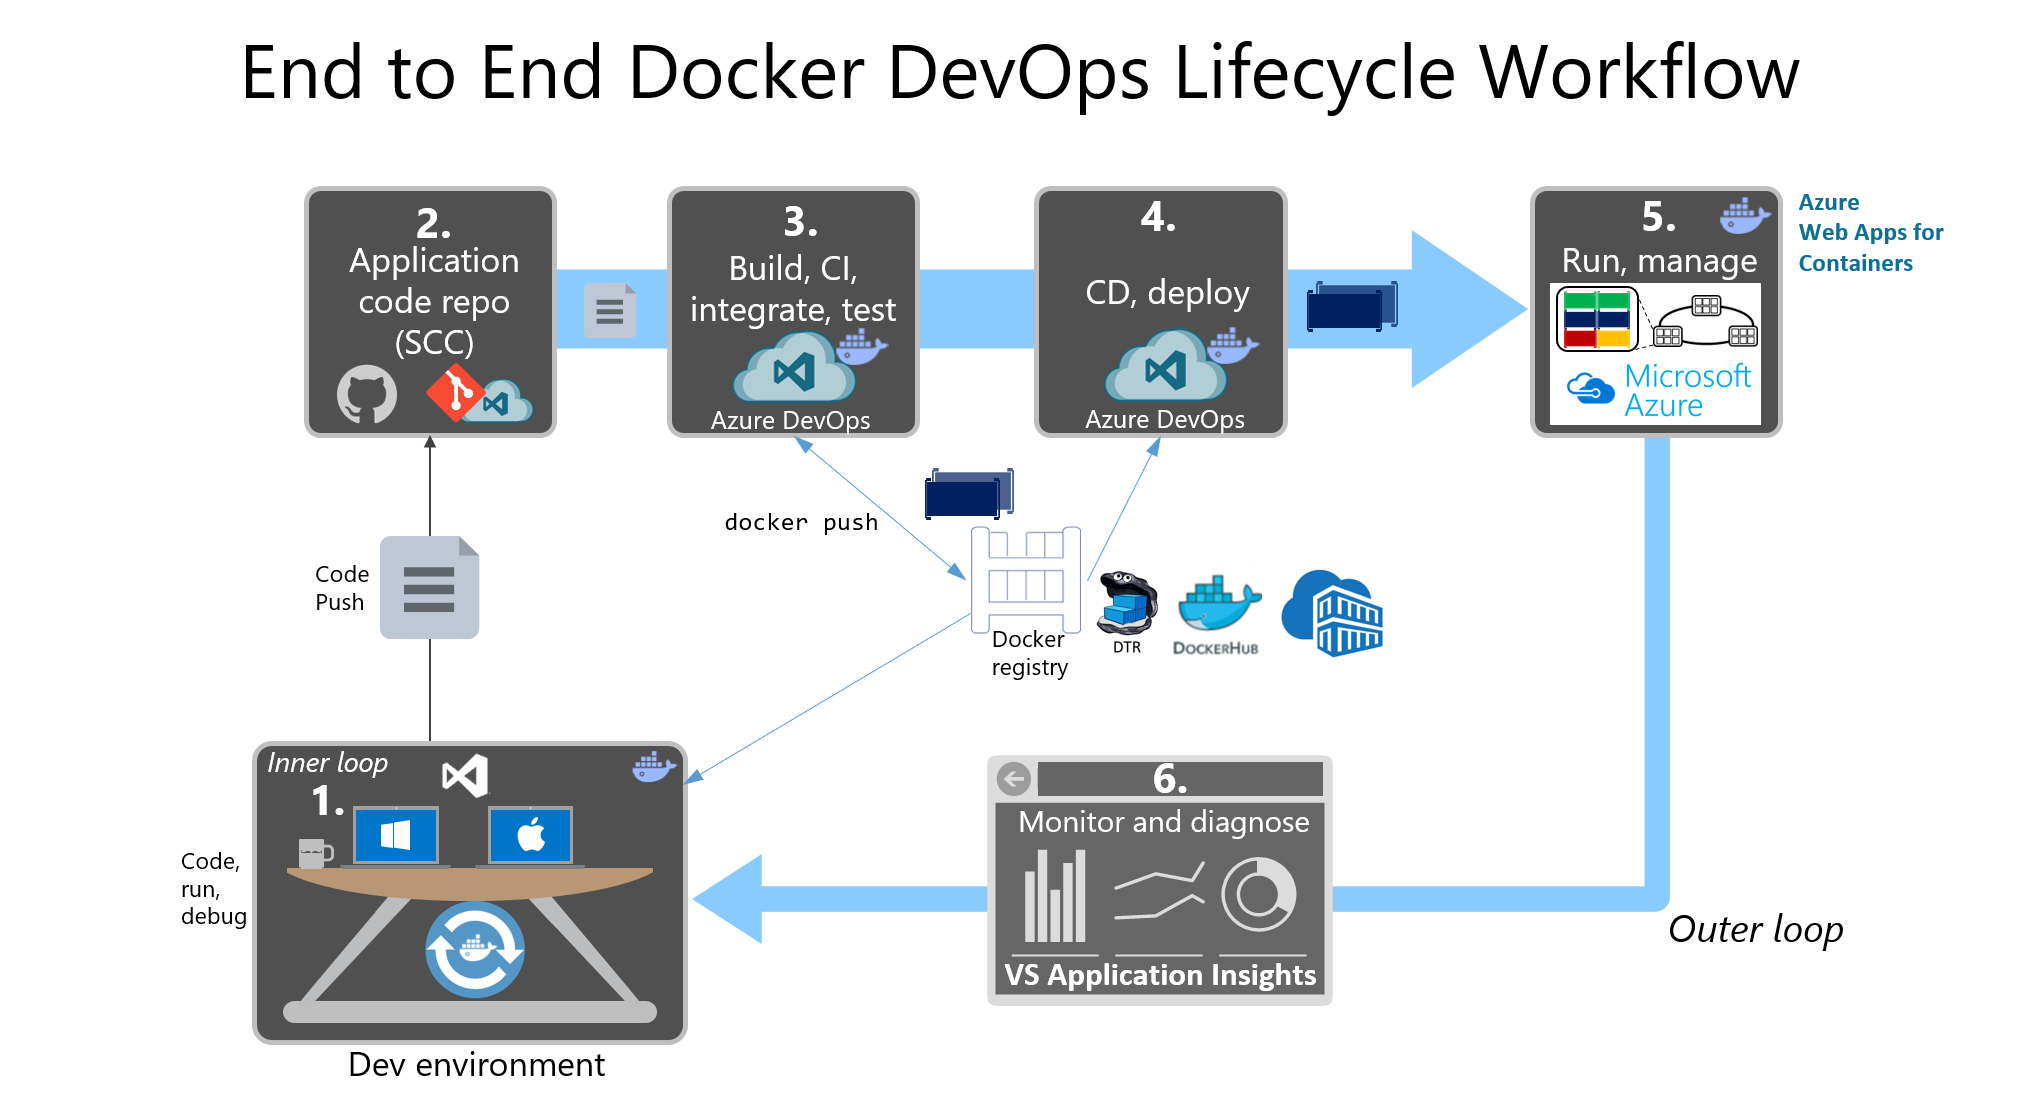 End to End Docker DevOps Lifecycle Workflow
2.
Application
code repo
(SCC)
3.
Build, CI,
integrate, test
Azure DevOps
4.
CD, deploy
Azure DevOps
5.
Run, manage
Microsoft
Azure
Azure
Web Apps for
Containers
docker push
Code
Push
Docker
registry
DTR
DOCKERHUB
Inner loop
1.
Code,
run,
debug
Dev environment
6.
Monitor and diagnose
VS Application Insights
Outer loop